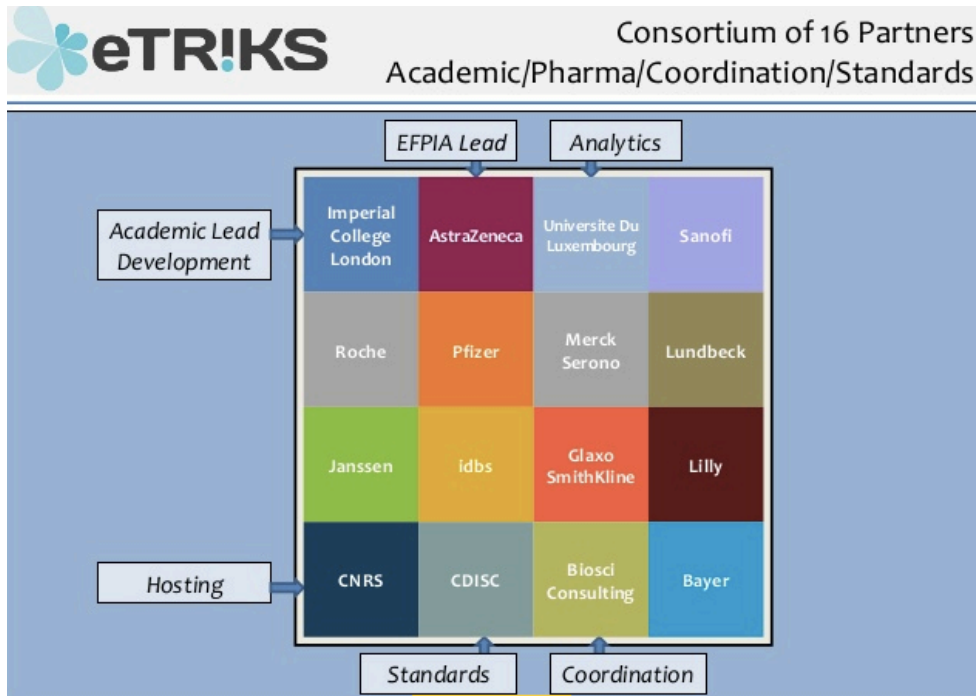 eTR!KS
Consortium of 16 Partners
Academic/Pharma/Coordination/Standards
EFPIA Lead
Analytics
Academic Lead
Development
Imperial
College
London
AstraZeneca
Universite Du
Luxembourg
Sanofi
Roche
Pfizer
Merck
Serono
Lundbeck
Janssen
idbs
Glaxo
SmithKline
Lilly
Hosting
CNRS
CDISC
Biosci
Consulting
Bayer
Standards
Coordination